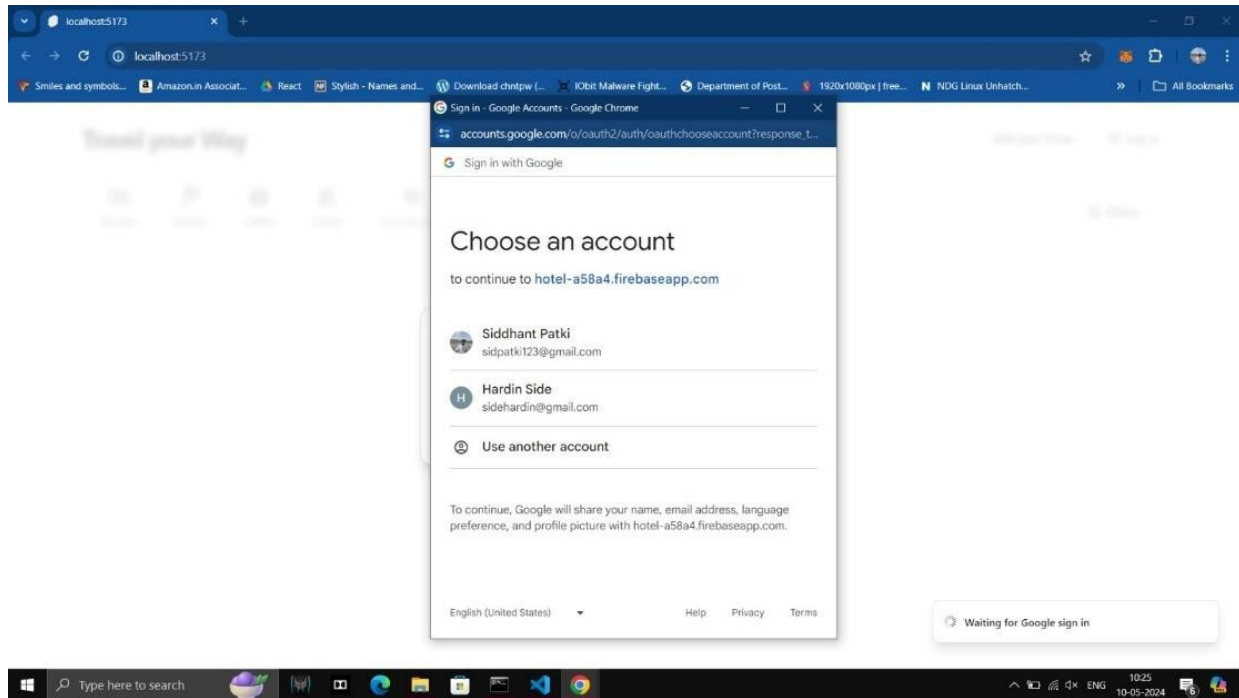 localhost:5173
localhost:5173
Smiles and symbols...
Amazon.in Associat...
React
Stylish - Names and...
Download chntpw (...
IObit Malware Fight...
Department of Post...
1920x1080px | free...
NDG Linux Unhatch...
All Bookmarks
Travel your Way
Sign in - Google Accounts - Google Chrome
accounts.google.com/o/oauth2/auth/oauthchooseaccount?response_t...
Sign in with Google
Choose an account
to continue to hotel-a58a4.firebaseapp.com
Siddhant Patki
sidpatki123@gmail.com
Hardin Side
sidehardin@gmail.com
Use another account
To continue, Google will share your name, email address, language
preference, and profile picture with hotel-a58a4.firebaseapp.com.
English (United States)
Help
Privacy
Terms
Waiting for Google sign in
Type here to search
ENG
10:25
10-05-2024
6